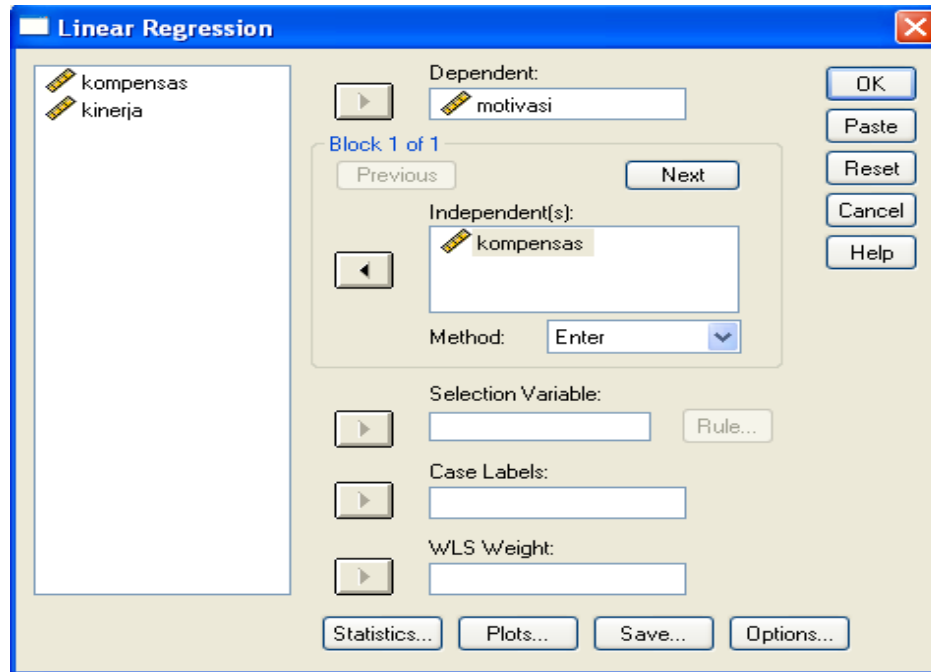 Linear Regression
kompensas
kinerja
Dependent:
motivasi
Block 1 of 1
Previous
Next
Independent(s):
kompensas
Method:
Enter
Selection Variable:
Rule...
Case Labels:
WLS Weight:
Statistics...
Plots...
Save...
Options...
OK
Paste
Reset
Cancel
Help